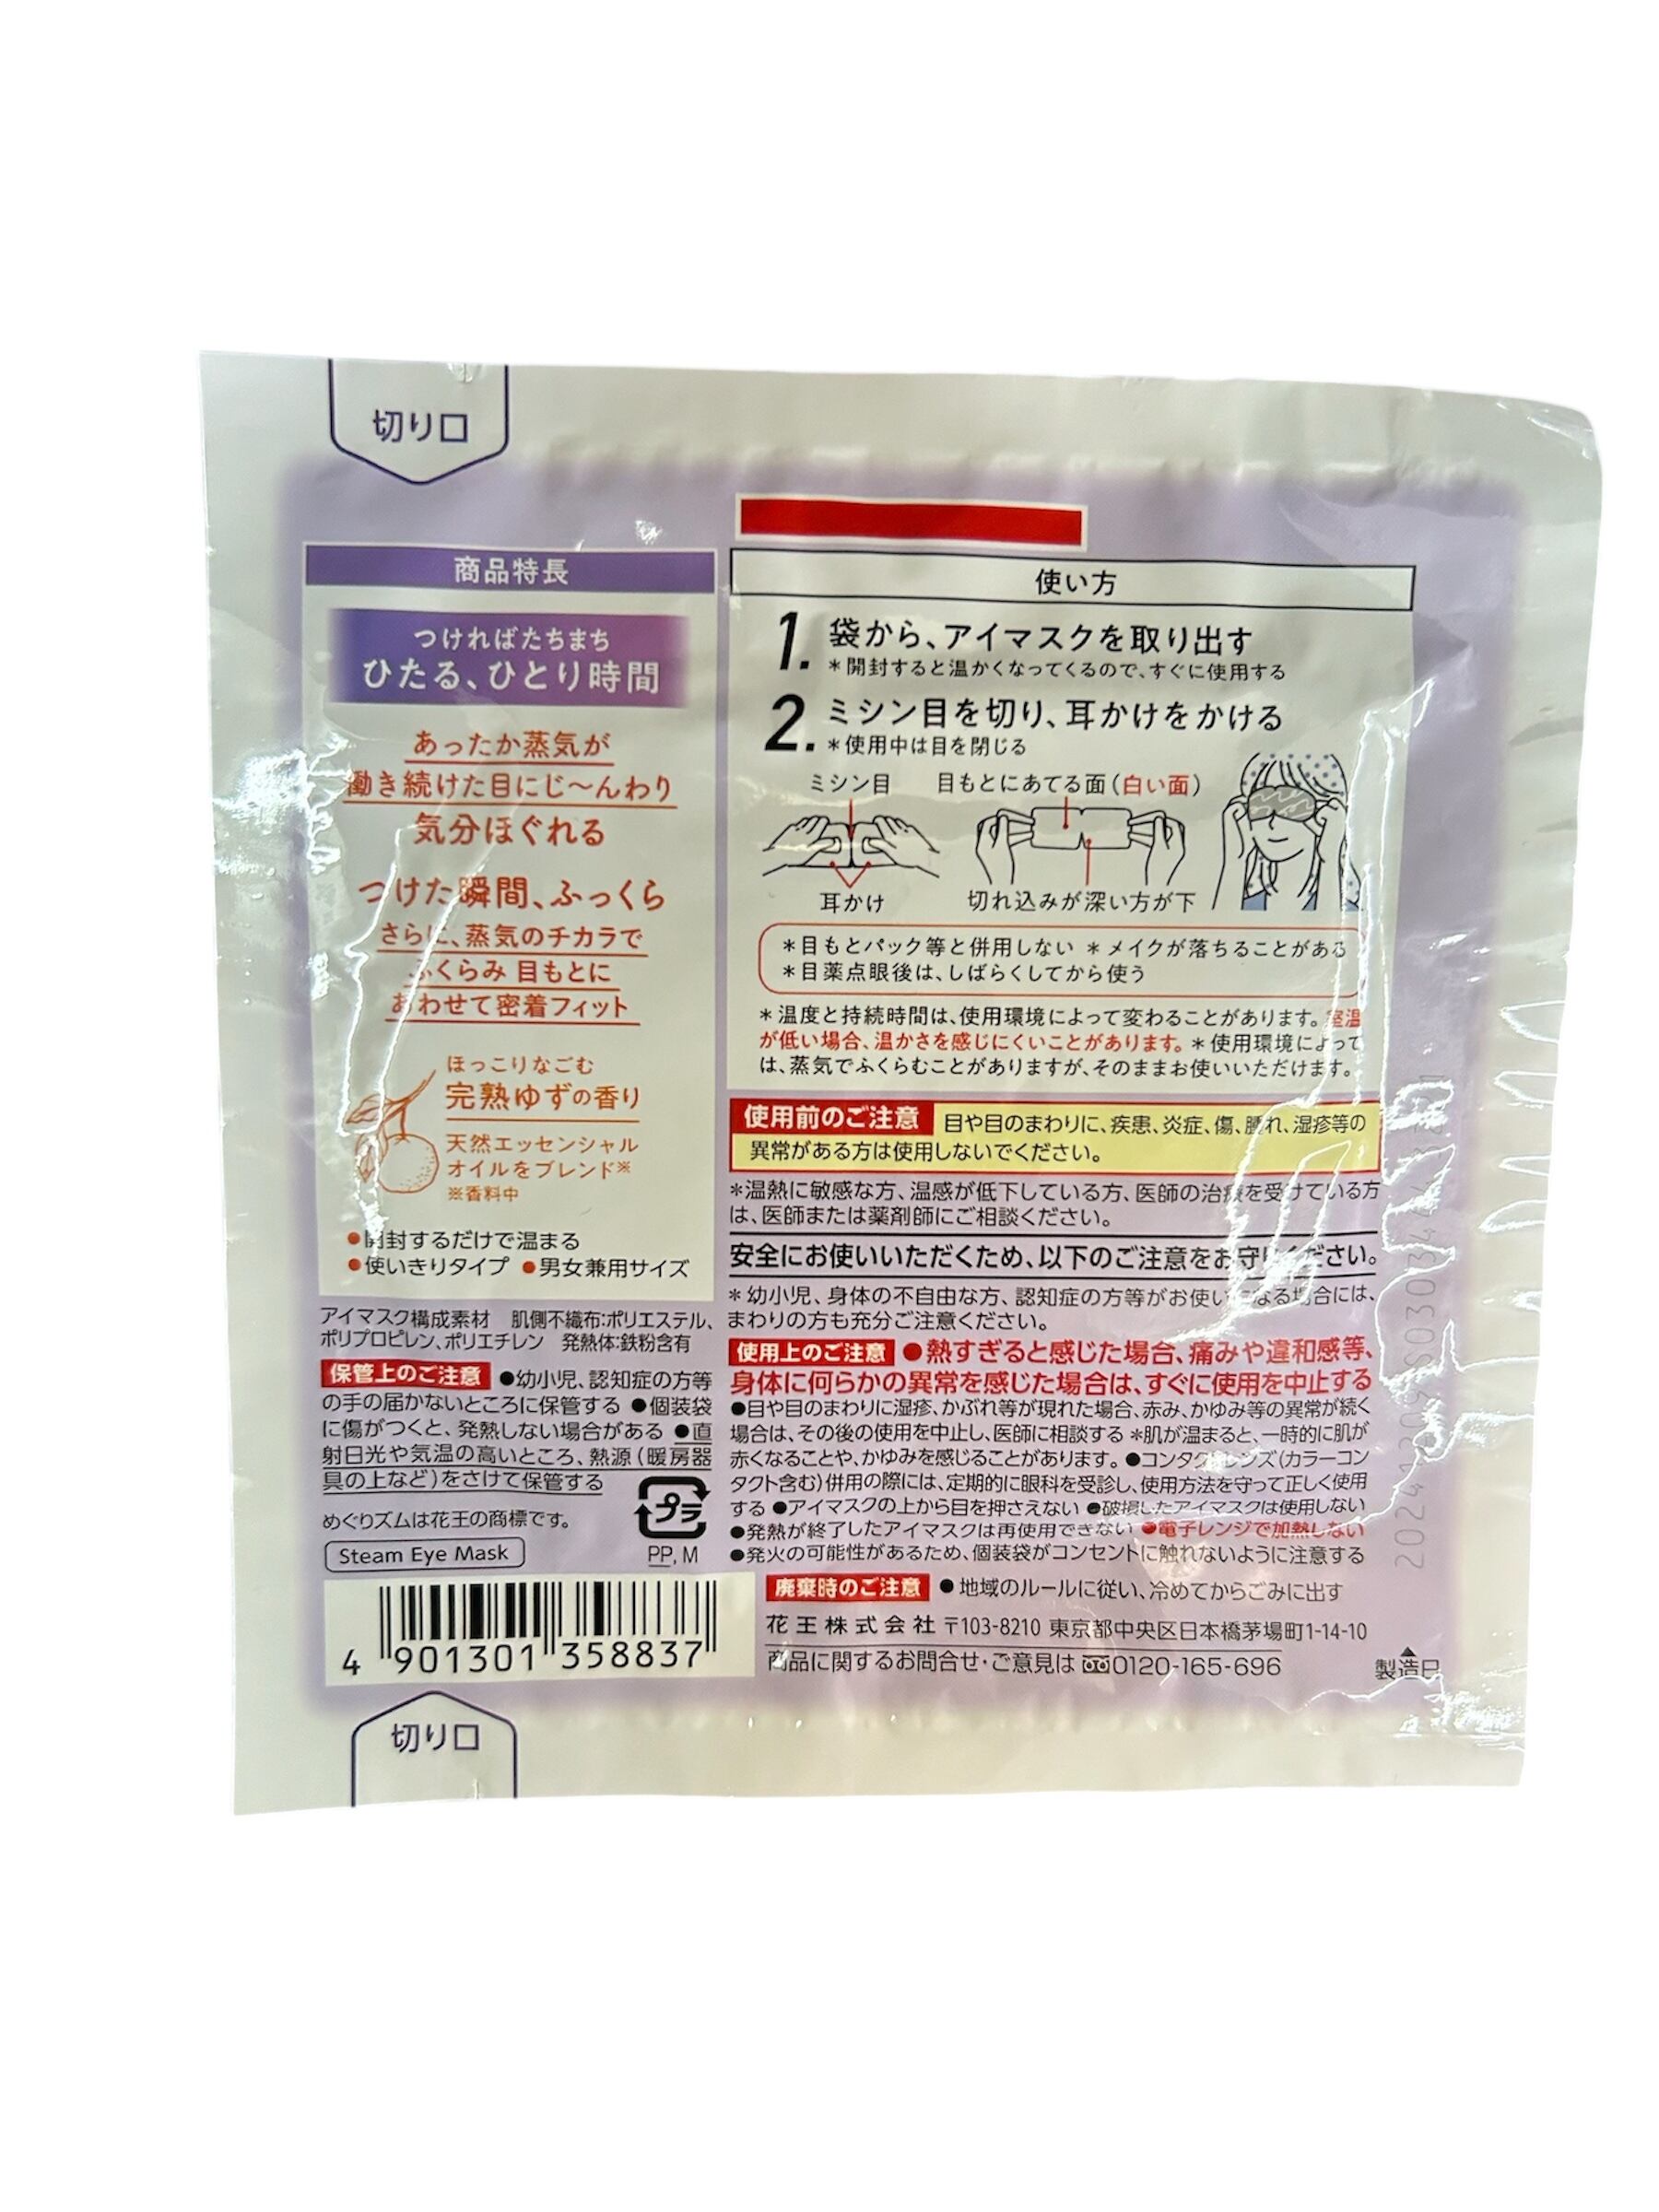 切り口
商品特長
つければたちまち
ひたる、ひとり時間
あったか蒸気が
働き続けた目にじ〜んわり
気分ほぐれる
つけた瞬間、ふっくら
さらに、蒸気のチカラで
ふくらみ 目もとに
あわせて密着フィット
ほっこりなごむ
完熟ゆずの香り
天然エッセンシャル
オイルをブレンド※
※香料中
●開封するだけで温まる
●使いきりタイプ ●男女兼用サイズ
アイマスク構成素材 肌側不織布:ポリエステル、
ポリプロピレン、ポリエチレン 発熱体:鉄粉含有
保管上のご注意 ●幼小児、認知症の方等
の手の届かないところに保管する ●個装袋
に傷がつくと、発熱しない場合がある ●直
射日光や気温の高いところ、熱源(暖房器
具の上など)をさけて保管する
めぐりズムは花王の商標です。
Steam Eye Mask
プラ
PP, M
4 901301 358837
切り口
使い方
1. 袋から、アイマスクを取り出す
*開封すると温かくなってくるので、すぐに使用する
2. ミシン目を切り、耳かけをかける
*使用中は目を閉じる
ミシン目 目もとにあてる面(白い面)
耳かけ 切れ込みが深い方が下
*目もとパック等と併用しない *メイクが落ちることがある
*目薬点眼後は、しばらくしてから使う
*温度と持続時間は、使用環境によって変わることがあります。室温
が低い場合、温かさを感じにくいことがあります。*使用環境によって
は、蒸気でふくらむことがありますが、そのままお使いいただけます。
使用前のご注意 目や目のまわりに、疾患、炎症、傷、腫れ、湿疹等の
異常がある方は使用しないでください。
*温熱に敏感な方、温感が低下している方、医師の治療を受けている方
は、医師または薬剤師にご相談ください。
安全にお使いいただくため、以下のご注意をお守りください。
*幼小児、身体の不自由な方、認知症の方等がお使いになる場合には、
まわりの方も充分ご注意ください。
使用上のご注意 ●熱すぎると感じた場合、痛みや違和感等、
身体に何らかの異常を感じた場合は、すぐに使用を中止する
●目や目のまわりに湿疹、かぶれ等が現れた場合、赤み、かゆみ等の異常が続く
場合は、その後の使用を中止し、医師に相談する *肌が温まると、一時的に肌が
赤くなることや、かゆみを感じることがあります。●コンタクトレンズ(カラーコン
タクト含む)併用の際には、定期的に眼科を受診し、使用方法を守って正しく使用
する ●アイマスクの上から目を押さえない ●破損したアイマスクは使用しない
●発熱が終了したアイマスクは再使用できない ●電子レンジで加熱しない
●発火の可能性があるため、個装袋がコンセントに触れないように注意する
廃棄時のご注意 ●地域のルールに従い、冷めてからごみに出す
花王株式会社 〒103-8210 東京都中央区日本橋茅場町1-14-10
商品に関するお問合せ・ご意見は 0120-165-696
製造日